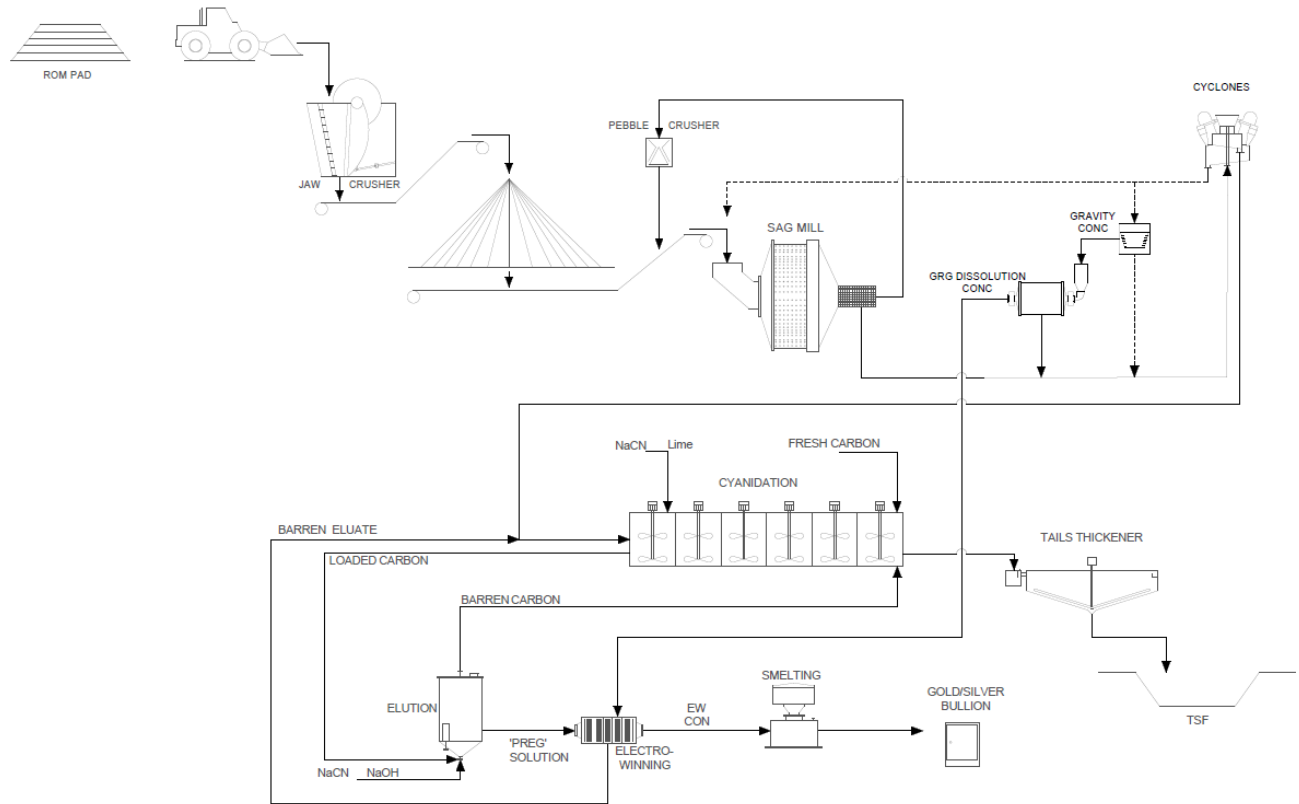 ROM PAD
JAW CRUSHER
PEBBLE CRUSHER
SAG MILL
CYCLONES
GRAVITY
CONC
GRG DISSOLUTION
CONC
NaCN Lime
FRESH CARBON
CYANIDATION
BARREN ELUATE
LOADED CARBON
BARREN CARBON
TAILS THICKENER
TSF
ELUTION
NaCN NaOH
'PREG'
SOLUTION
ELECTRO-
WINNING
EW
CON
SMELTING
GOLD/SILVER
BULLION